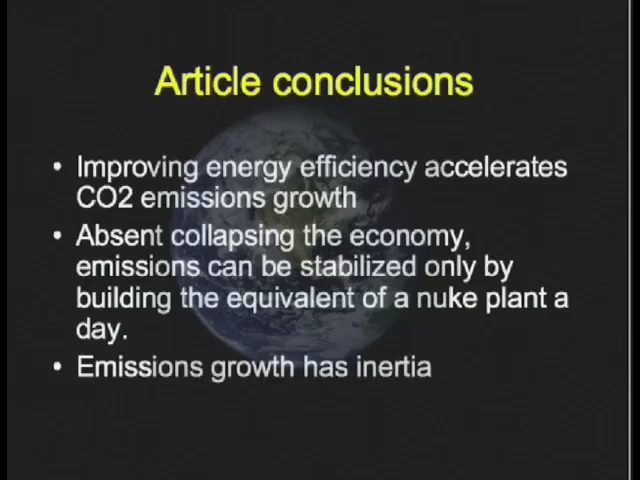 Article conclusions
• Improving energy efficiency accelerates
CO2 emissions growth
• Absent collapsing the economy,
emissions can be stabilized only by
building the equivalent of a nuke plant a
day.
• Emissions growth has inertia